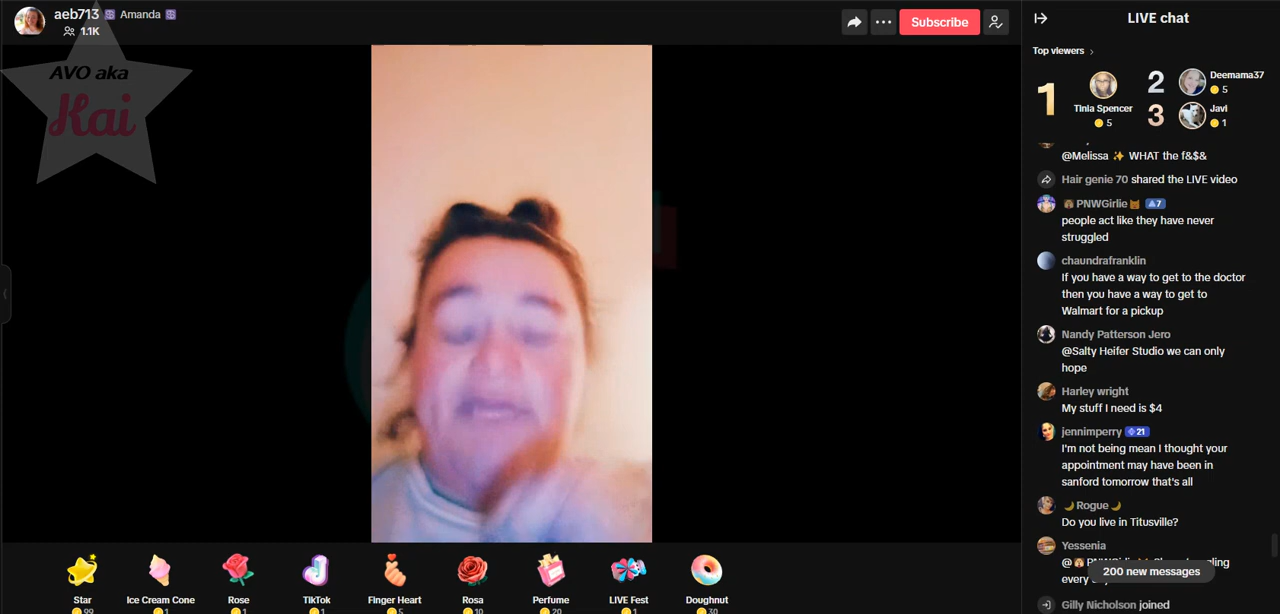 aeb713 Amanda
1.1K
AVO aka
Kai
Subscribe
LIVE chat
Top viewers
1
Tinia Spencer
5
2
Deemama37
5
3
Javi
1
@Melissa ✨ WHAT the f&$&
Hair genie 70 shared the LIVE video
PNWGirlie 7
people act like they have never
struggled
chaundrafranklin
If you have a way to get to the doctor
then you have a way to get to
Walmart for a pickup
Nandy Patterson Jero
@Salty Heifer Studio we can only
hope
Harley wright
My stuff I need is $4
jennimperry 21
I'm not being mean I thought your
appointment may have been in
sanford tomorrow that's all
🌙Rogue🌙
Do you live in Titusville?
Yessenia
every
200 new messages
Gilly Nicholson joined
Star
99
Ice Cream Cone
1
Rose
1
TikTok
1
Finger Heart
5
Rosa
10
Perfume
20
LIVE Fest
1
Doughnut
30